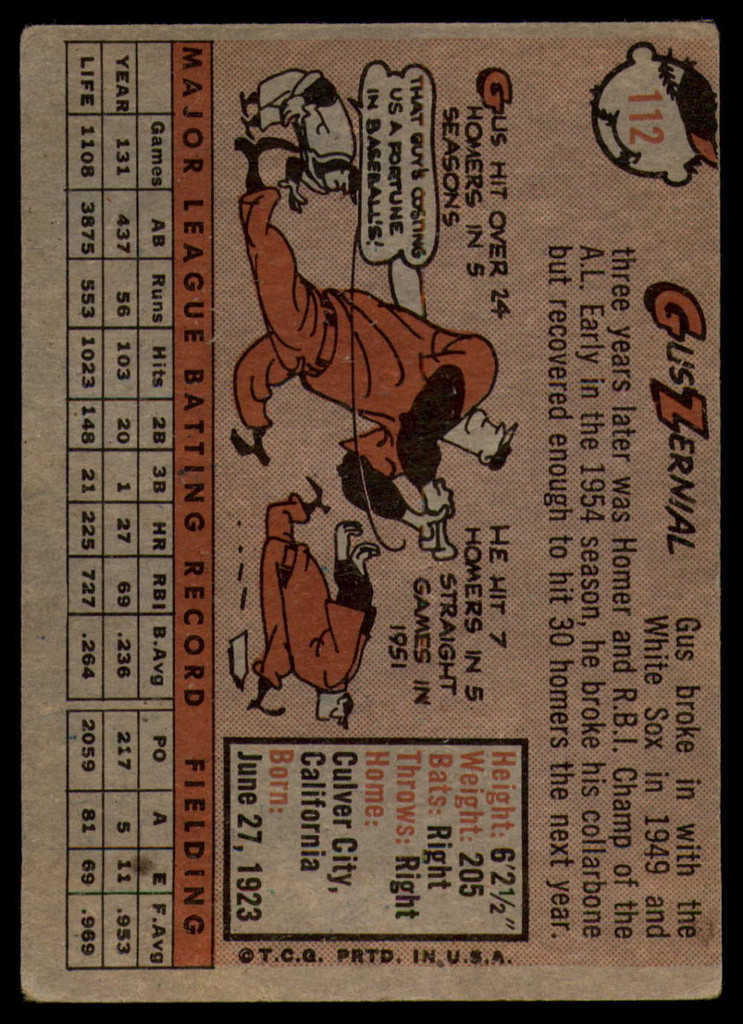 112
GUS ZERNIAL
Gus broke in with the
White Sox in 1949 and
three years later was Homer and R.B.I. Champ of the
A.L. Early in the 1954 season, he broke his collarbone
but recovered enough to hit 30 homers the next year.
GUS HIT OVER 24
HOMERS IN 5
SEASONS
THAT GUY'S COSTING
US A FORTUNE
IN BASEBALLS!
HE HIT 7
HOMERS IN 5
STRAIGHT
GAMES IN
1951
Height: 6'2½"
Weight: 205
Bats: Right
Throws: Right
Home:
Culver City,
California
Born:
June 27, 1923
©T.C.G. PRTD. IN U.S.A.
MAJOR LEAGUE BATTING RECORD FIELDING
Games AB Runs Hits 2B 3B HR RBI B.Avg PO A E F.Avg
YEAR 131 437 56 103 20 1 27 69 .236 217 5 11 .953
LIFE 1108 3875 553 1023 148 21 225 727 .264 2059 81 69 .969